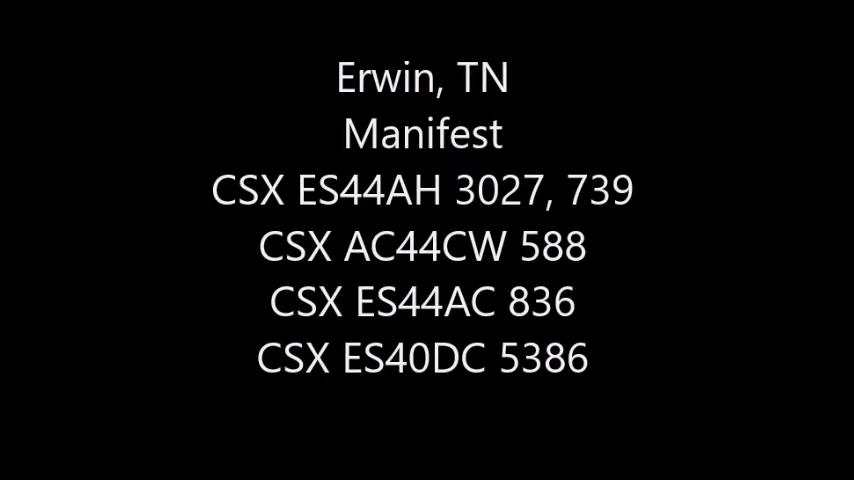 Erwin, TN
Manifest
CSX ES44AH 3027, 739
CSX AC44CW 588
CSX ES44AC 836
CSX ES40DC 5386